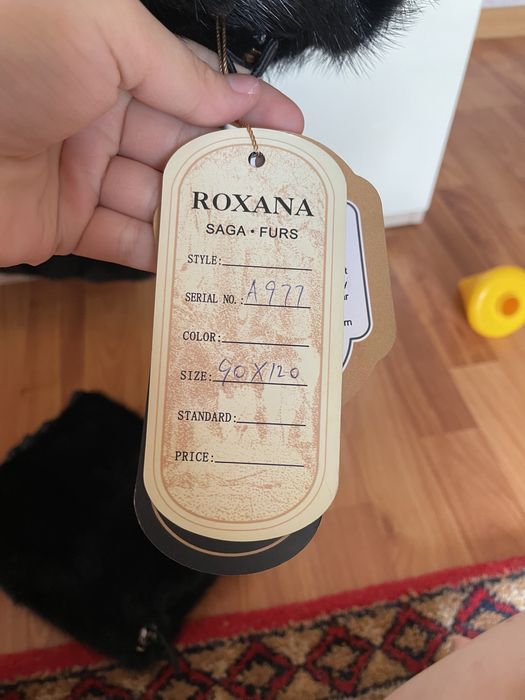 ROXANA
SAGA • FURS
STYLE:
SERIAL NO.: A977
COLOR:
SIZE: 90X120
STANDARD:
PRICE: